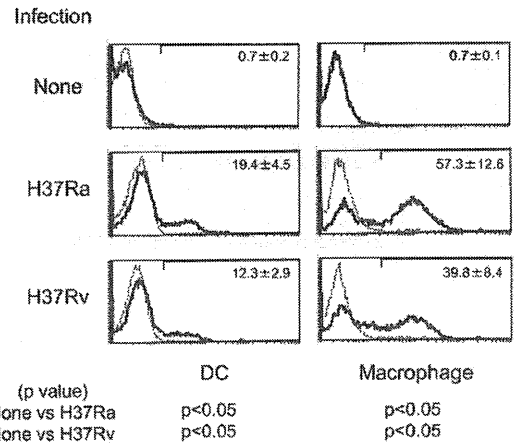 Infection
None
0.7±0.2
0.7±0.1
H37Ra
19.4±4.5
57.3±12.6
H37Rv
12.3±2.9
39.8±8.4
DC
Macrophage
(p value)
None vs H37Ra
p<0.05
p<0.05
None vs H37Rv
p<0.05
p<0.05